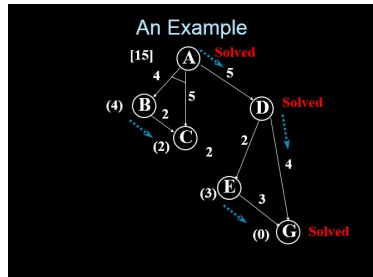 An Example
[15] A Solved
4 5 5
(4) B 2 D Solved
(2) C 2 2 4
(3) E 3
(0) G Solved